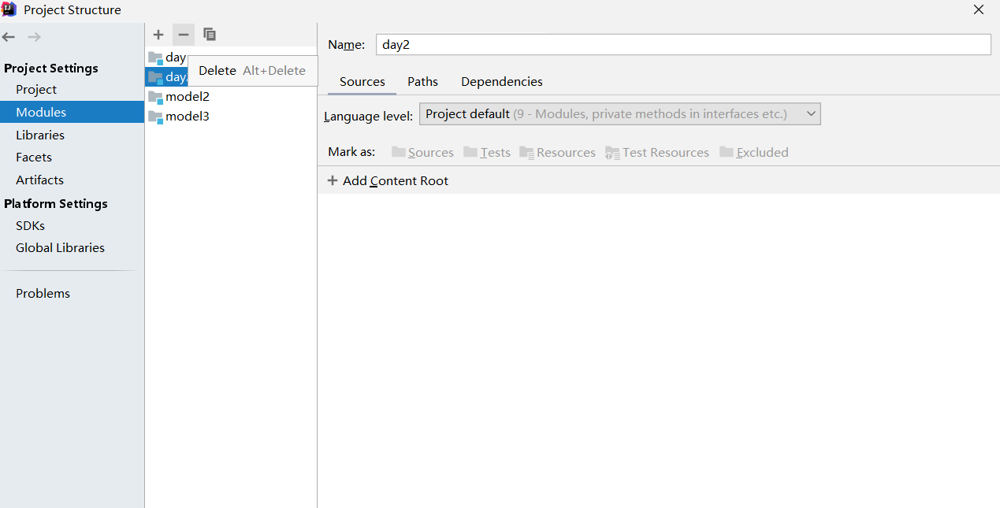 Project Structure
Project Settings
Project
Modules
Libraries
Facets
Artifacts
Platform Settings
SDKs
Global Libraries
Problems
day
day
Delete Alt+Delete
model2
model3
Name: day2
Sources Paths Dependencies
Language level: Project default (9 - Modules, private methods in interfaces etc.)
Mark as: Sources Tests Resources Test Resources Excluded
+ Add Content Root